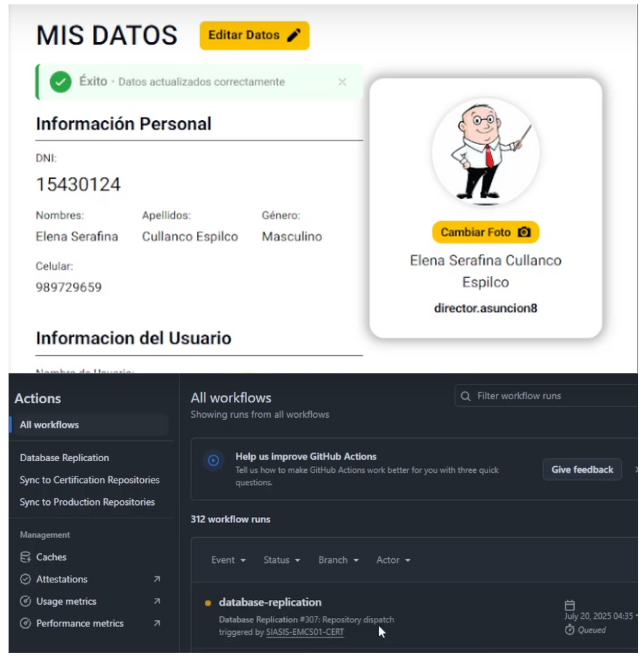 MIS DATOS
Editar Datos
Éxito · Datos actualizados correctamente
Información Personal
DNI:
15430124
Nombres:
Apellidos:
Género:
Elena Serafina
Cullanco Espilco
Masculino
Celular:
989729659
Informacion del Usuario
Nombre de Usuario:
Cambiar Foto
Elena Serafina Cullanco
Espilco
director.asuncion8
Actions
All workflows
Database Replication
Sync to Certification Repositories
Sync to Production Repositories
Management
Caches
Attestations
Usage metrics
Performance metrics
All workflows
Showing runs from all workflows
Filter workflow runs
Help us improve GitHub Actions
Tell us how to make GitHub Actions work better for you with three quick
questions.
Give feedback
312 workflow runs
Event
Status
Branch
Actor
database-replication
Database Replication #307: Repository dispatch
triggered by SIASIS-EMCS01-CERT
July 20, 2025 04:35
Queued